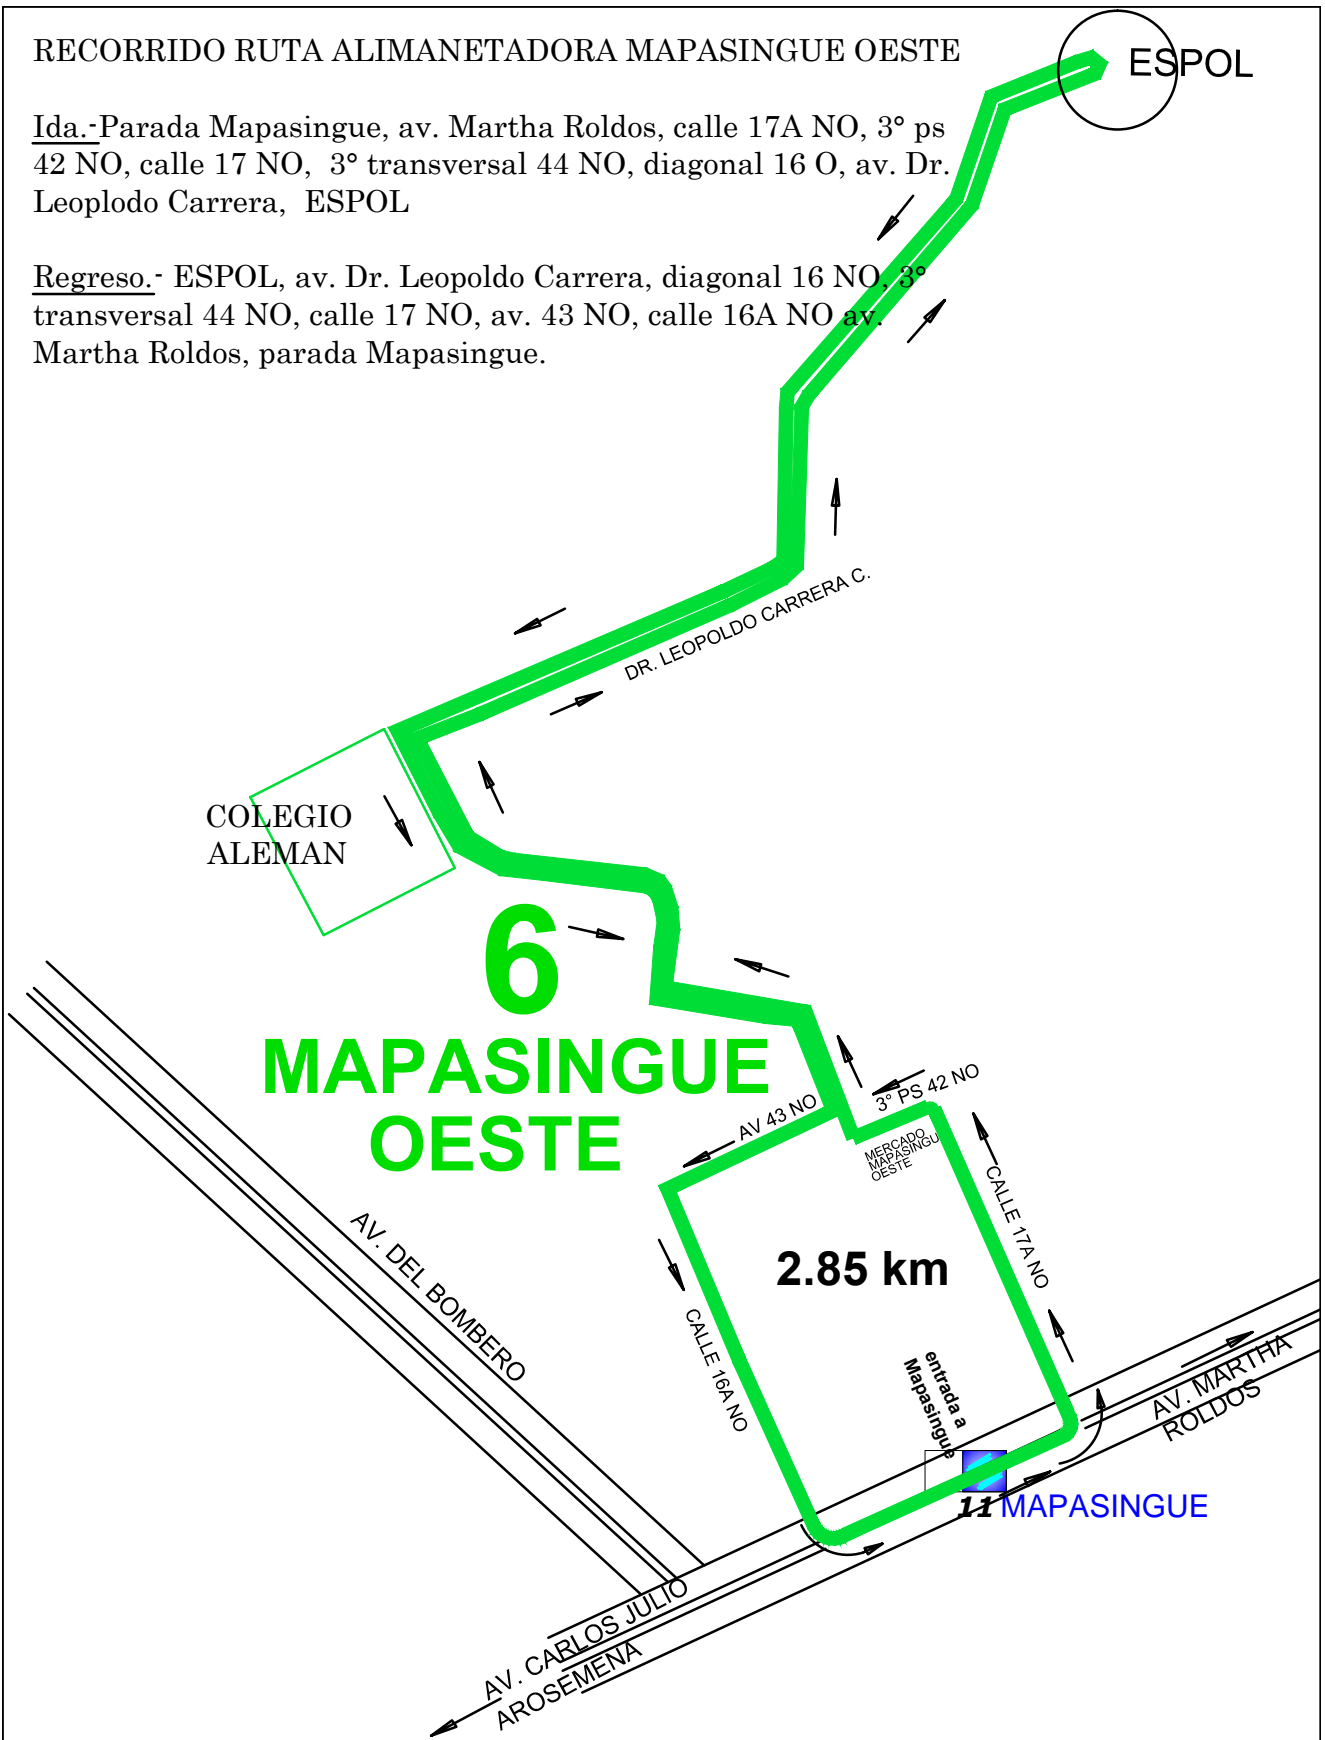 RECORRIDO RUTA ALIMANETADORA MAPASINGUE OESTE
ESPOL
Ida.-Parada Mapasingue, av. Martha Roldos, calle 17A NO, 3° ps
42 NO, calle 17 NO, 3° transversal 44 NO, diagonal 16 O, av. Dr.
Leoplodo Carrera, ESPOL
Regreso.- ESPOL, av. Dr. Leopoldo Carrera, diagonal 16 NO, 3°
transversal 44 NO, calle 17 NO, av. 43 NO, calle 16A NO av.
Martha Roldos, parada Mapasingue.
DR. LEOPOLDO CARRERA C.
COLEGIO
ALEMAN
6
MAPASINGUE
OESTE
AV 43 NO
3° PS 42 NO
MERCADO
MAPASINGU
OESTE
CALLE 17A NO
2.85 km
AV. DEL BOMBERO
CALLE 16A NO
entrada a
Mapasingue
AV. MARTHA
ROLDOS
11 MAPASINGUE
AV. CARLOS JULIO
AROSEMENA